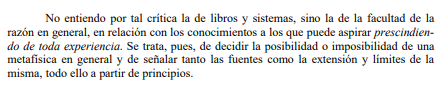 No entiendo por tal crítica la de libros y sistemas, sino la de facultad de la
razón en general, en relación con los conocimientos a los que puede aspirar prescindien-
do de toda experiencia. Se trata, pues, de decidir la posibilidad o imposibilidad de una
metafísica en general y de señalar tanto las fuentes como la extensión y límites de la
misma, todo ello a partir de principios.